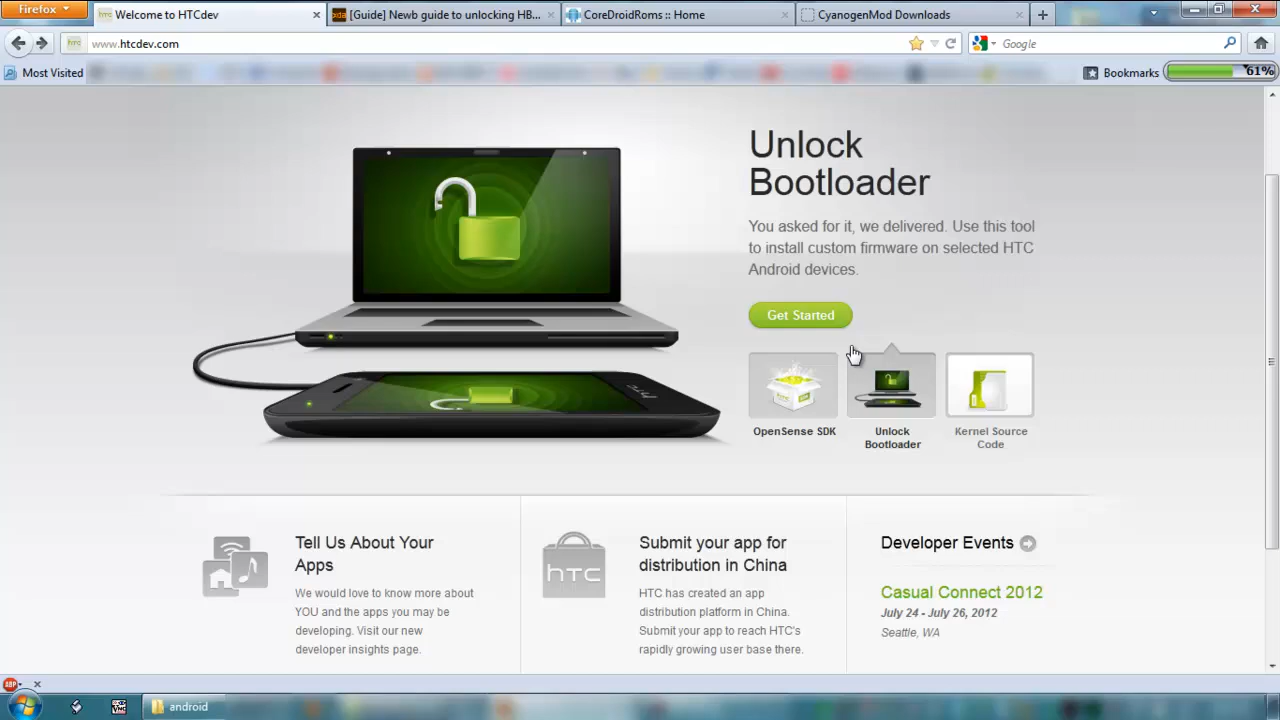 Firefox
Welcome to HTCdev
[Guide] Newb guide to unlocking HB...
CoreDroidRoms :: Home
CyanogenMod Downloads
www.htcdev.com
Google
Most Visited
Bookmarks
61%
Unlock
Bootloader
You asked for it, we delivered. Use this tool
to install custom firmware on selected HTC
Android devices.
Get Started
OpenSense SDK
Unlock
Bootloader
Kernel Source
Code
Tell Us About Your
Apps
We would love to know more about
YOU and the apps you may be
developing. Visit our new
developer insights page.
htc
Submit your app for
distribution in China
HTC has created an app
distribution platform in China.
Submit your app to reach HTC's
rapidly growing user base there.
Developer Events
Casual Connect 2012
July 24 - July 26, 2012
Seattle, WA
ABP
android